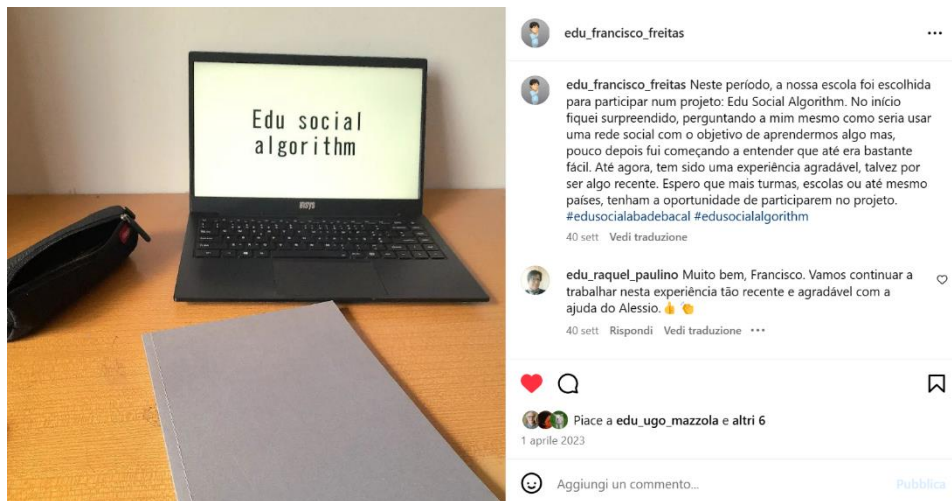 Edu social
algorithm
INSYS
edu_francisco_freitas
edu_francisco_freitas Neste período, a nossa escola foi escolhida
para participar num projeto: Edu Social Algorithm. No início
fiquei surpreendido, perguntando a mim mesmo como seria usar
uma rede social com o objetivo de aprendermos algo mas,
pouco depois fui começando a entender que até era bastante
fácil. Até agora, tem sido uma experiência agradável, talvez por
ser algo recente. Espero que mais turmas, escolas ou até mesmo
países, tenham a oportunidade de participarem no projeto.
#edusocialabadebacal #edusocialalgorithm
40 sett Vedi traduzione
edu_raquel_paulino Muito bem, Francisco. Vamos continuar a
trabalhar nesta experiência tão recente e agradável com a
ajuda do Alessio.👍 👏
40 sett Rispondi Vedi traduzione
Piace a edu_ugo_mazzola e altri 6
1 aprile 2023
Aggiungi un commento...
Pubblica